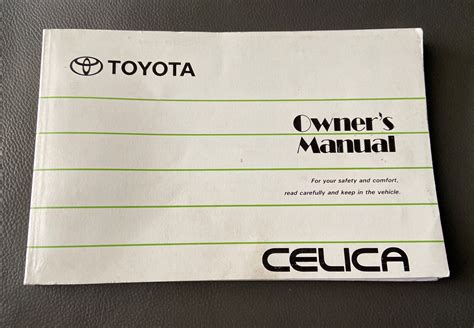 TOYOTA
Owner's
Manual
For your safety and comfort,
read carefully and keep in the vehicle.
CELICA